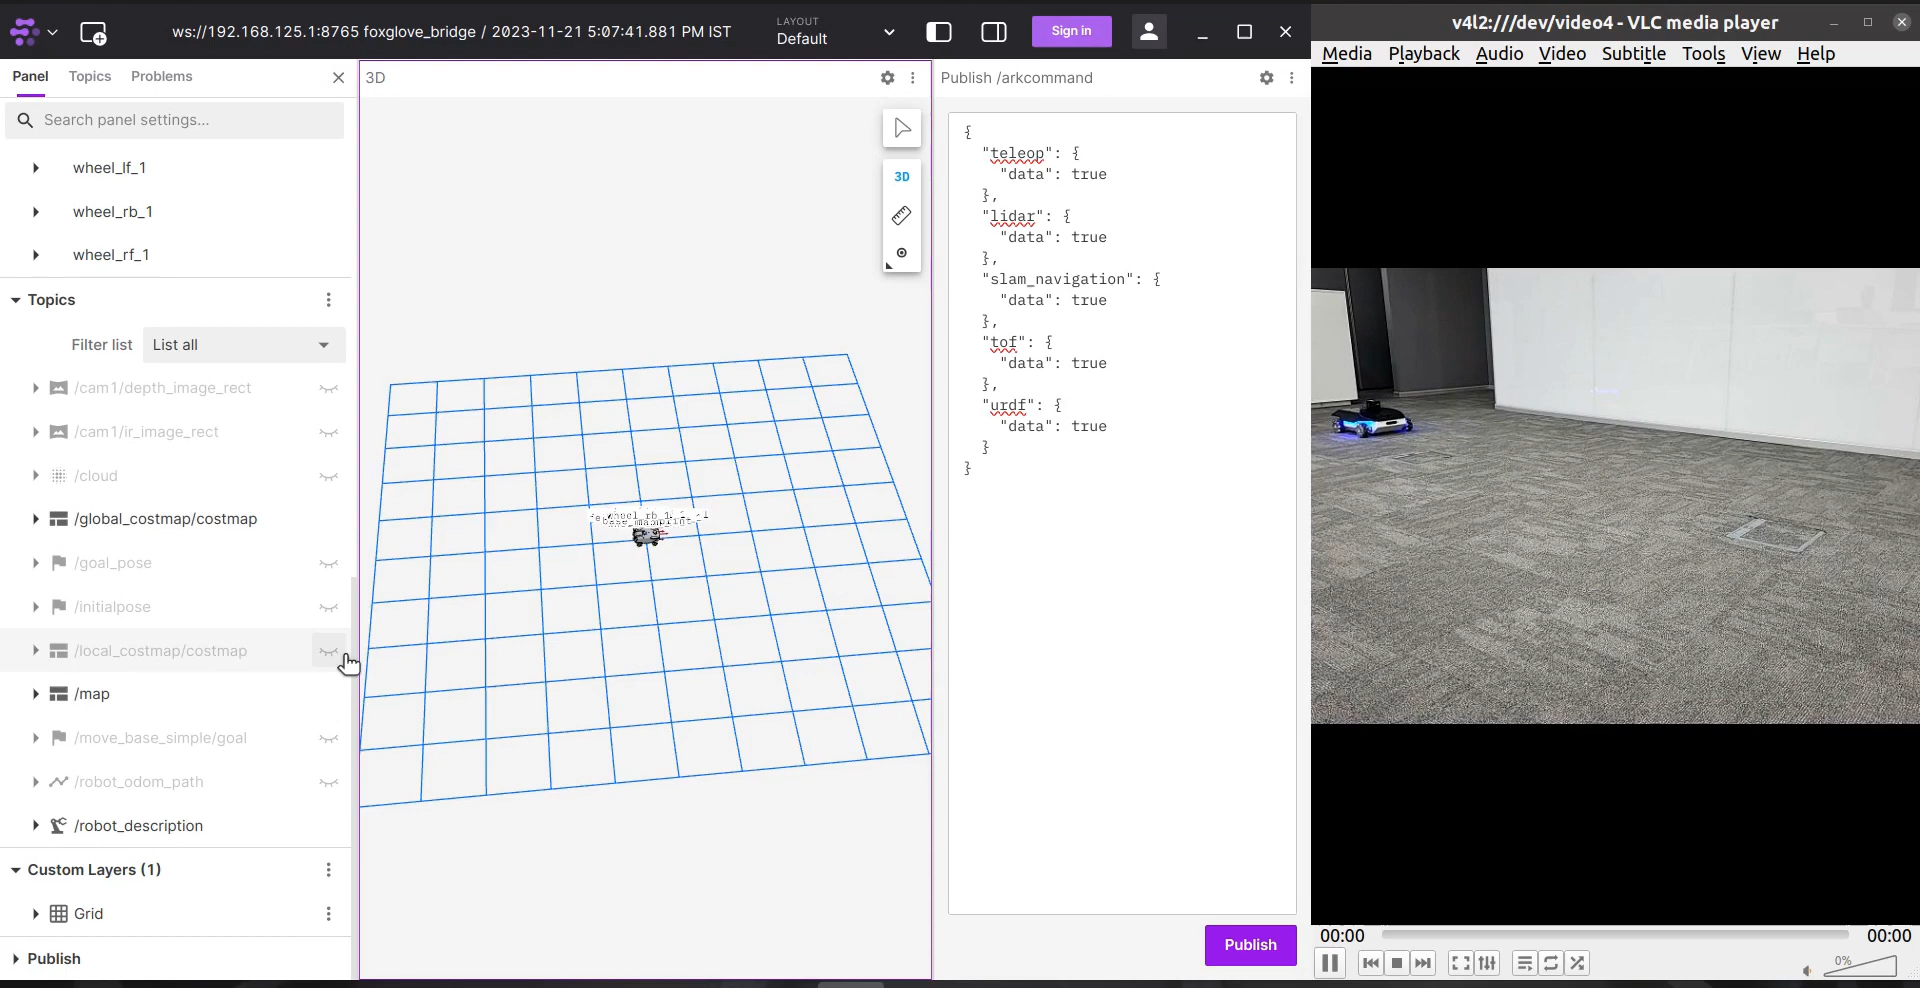 ws://192.168.125.1:8765 foxglove_bridge / 2023-11-21 5:07:41.881 PM IST
LAYOUT
Default
Sign in
Panel
Topics
Problems
Search panel settings...
wheel_lf_1
wheel_rb_1
wheel_rf_1
Topics
Filter list
List all
/cam1/depth_image_rect
/cam1/ir_image_rect
/cloud
/global_costmap/costmap
/goal_pose
/initialpose
/local_costmap/costmap
/map
/move_base_simple/goal
/robot_odom_path
/robot_description
Custom Layers (1)
Grid
Publish
3D
3D
Publish /arkcommand
{
"teleop": {
"data": true
},
"lidar": {
"data": true
},
"slam_navigation": {
"data": true
},
"tof": {
"data": true
},
"urdf": {
"data": true
}
}
Publish
v4l2:///dev/video4 - VLC media player
Media Playback Audio Video Subtitle Tools View Help
00:00
00:00
0%